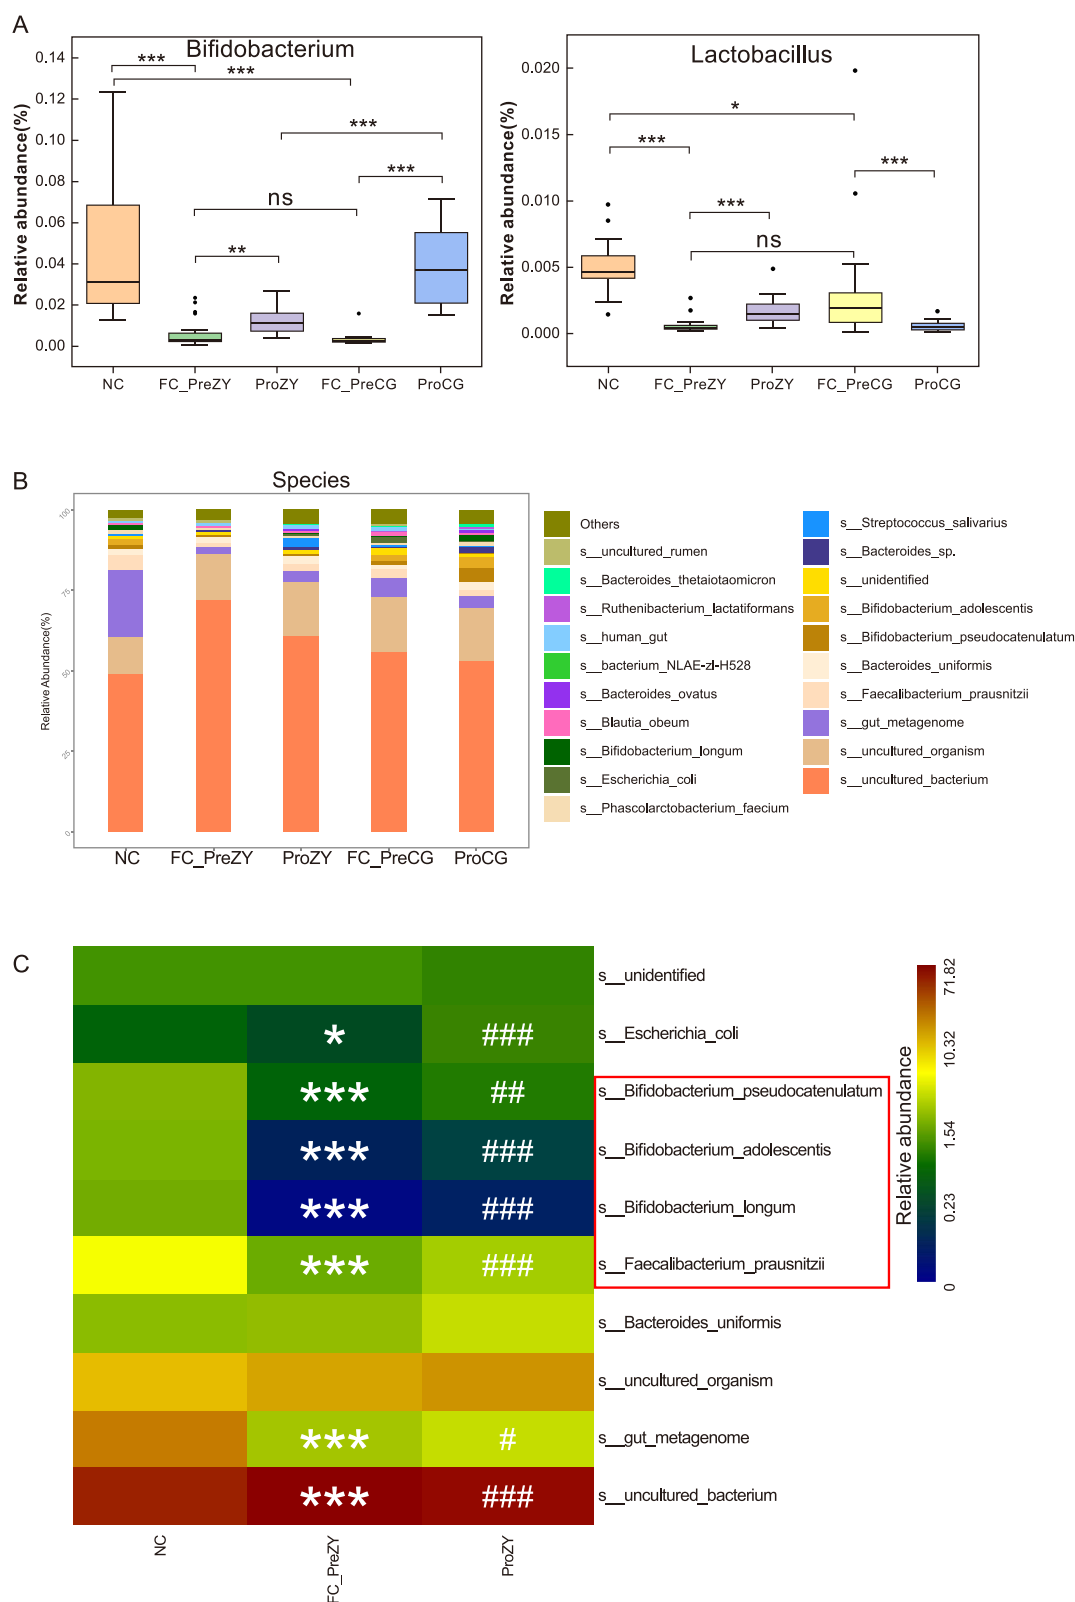 A
Bifidobacterium
Relative abundance(%)
0.14
0.12
0.10
0.08
0.06
0.04
0.02
0.00
***
***
***
***
ns
**
NC
FC_PreZY
ProZY
FC_PreCG
ProCG
Lactobacillus
Relative abundance(%)
0.020
0.015
0.010
0.005
0.000
*
***
***
***
ns
NC
FC_PreZY
ProZY
FC_PreCG
ProCG
B
Species
Relative Abundance(%)
100
75
50
25
0
NC
FC_PreZY
ProZY
FC_PreCG
ProCG
Others
s__uncultured_rumen
s__Bacteroides_thetaiotaomicron
s__Ruthenibacterium_lactatiformans
s__human_gut
s__bacterium_NLAE-zl-H528
s__Bacteroides_ovatus
s__Blautia_obeum
s__Bifidobacterium_longum
s__Escherichia_coli
s__Phascolarctobacterium_faecium
s__Streptococcus_salivarius
s__Bacteroides_sp.
s__unidentified
s__Bifidobacterium_adolescentis
s__Bifidobacterium_pseudocatenulatum
s__Bacteroides_uniformis
s__Faecalibacterium_prausnitzii
s__gut_metagenome
s__uncultured_organism
s__uncultured_bacterium
C
s__unidentified
* ### s__Escherichia_coli
*** ## s__Bifidobacterium_pseudocatenulatum
*** ### s__Bifidobacterium_adolescentis
*** ### s__Bifidobacterium_longum
*** ### s__Faecalibacterium_prausnitzii
s__Bacteroides_uniformis
s__uncultured_organism
*** # s__gut_metagenome
*** ### s__uncultured_bacterium
NC
FC_PreZY
ProZY
Relative abundance
71.82
10.32
1.54
0.23
0